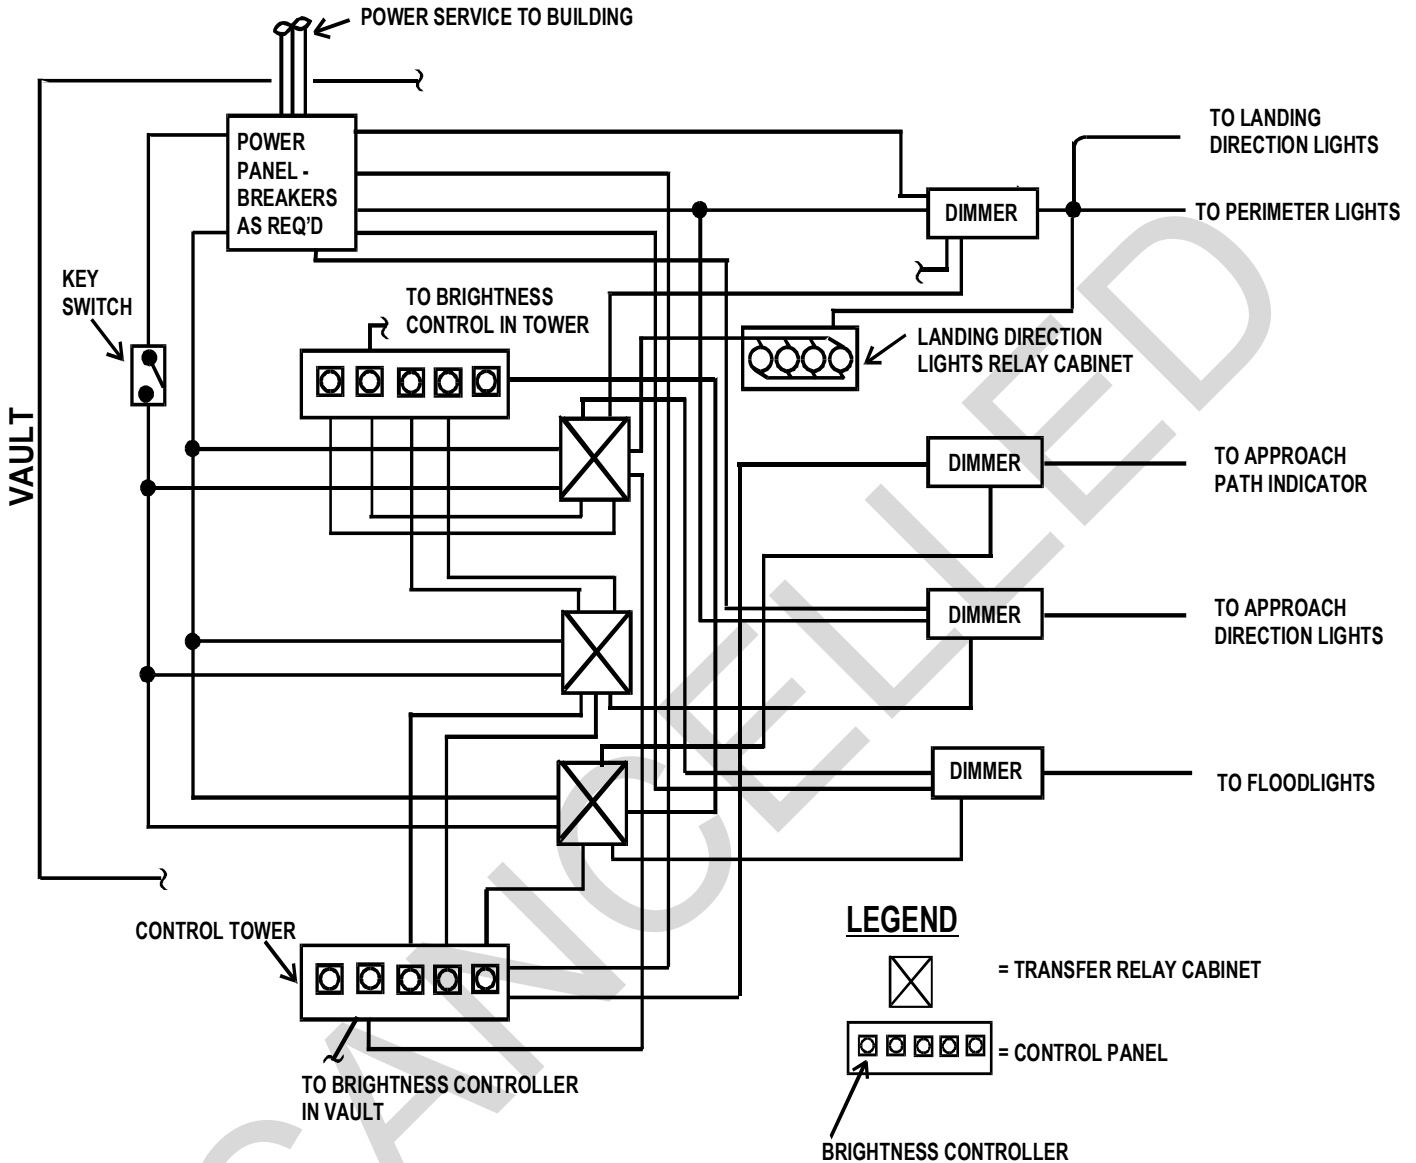 POWER SERVICE TO BUILDING
POWER
PANEL -
BREAKERS
AS REQ'D
TO LANDING
DIRECTION LIGHTS
DIMMER
TO PERIMETER LIGHTS
KEY
SWITCH
TO BRIGHTNESS
CONTROL IN TOWER
LANDING DIRECTION
LIGHTS RELAY CABINET
VAULT
DIMMER
TO APPROACH
PATH INDICATOR
DIMMER
TO APPROACH
DIRECTION LIGHTS
DIMMER
TO FLOODLIGHTS
CONTROL TOWER
TO BRIGHTNESS CONTROLLER
IN VAULT
LEGEND
= TRANSFER RELAY CABINET
= CONTROL PANEL
BRIGHTNESS CONTROLLER
CANCELLED